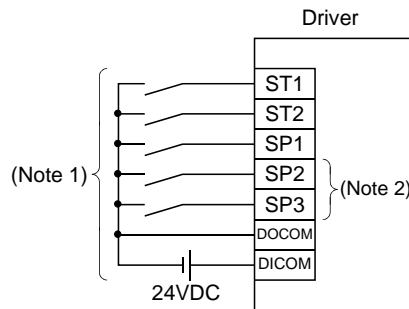 Driver
ST1
ST2
SP1
(Note 1)
SP2
(Note 2)
SP3
DOCOM
DICOM
24VDC